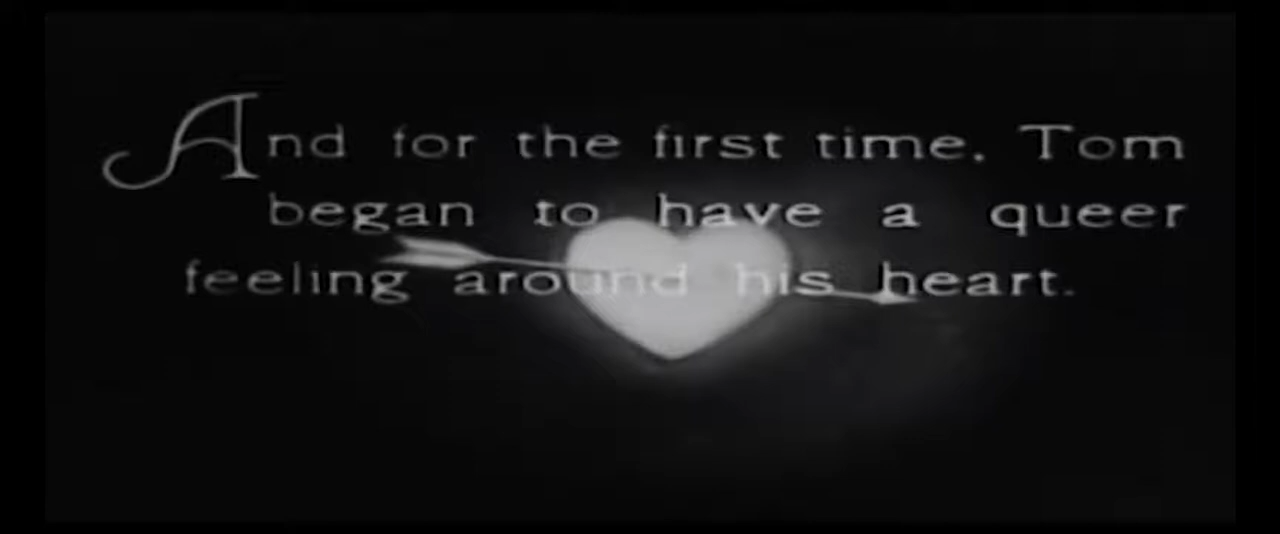 And for the first time, Tom
began to have a queer
feeling around his heart.